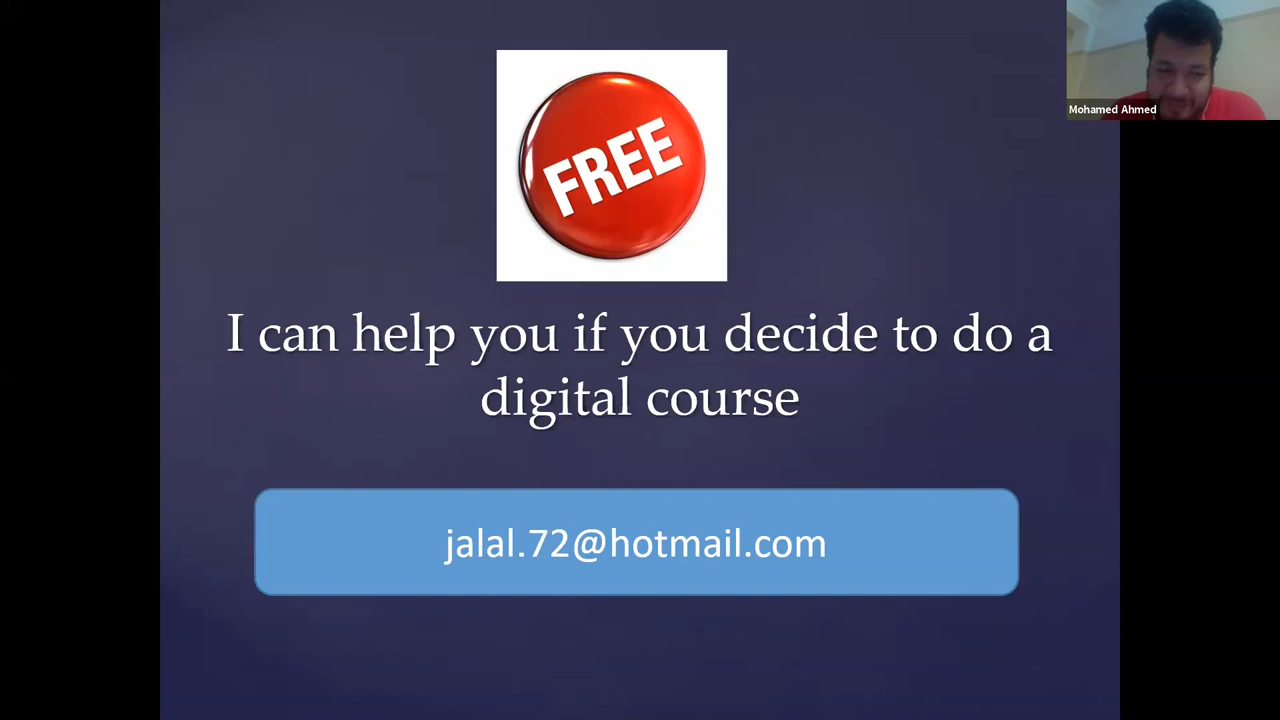 Mohamed Ahmed
FREE
I can help you if you decide to do a
digital course
jalal.72@hotmail.com